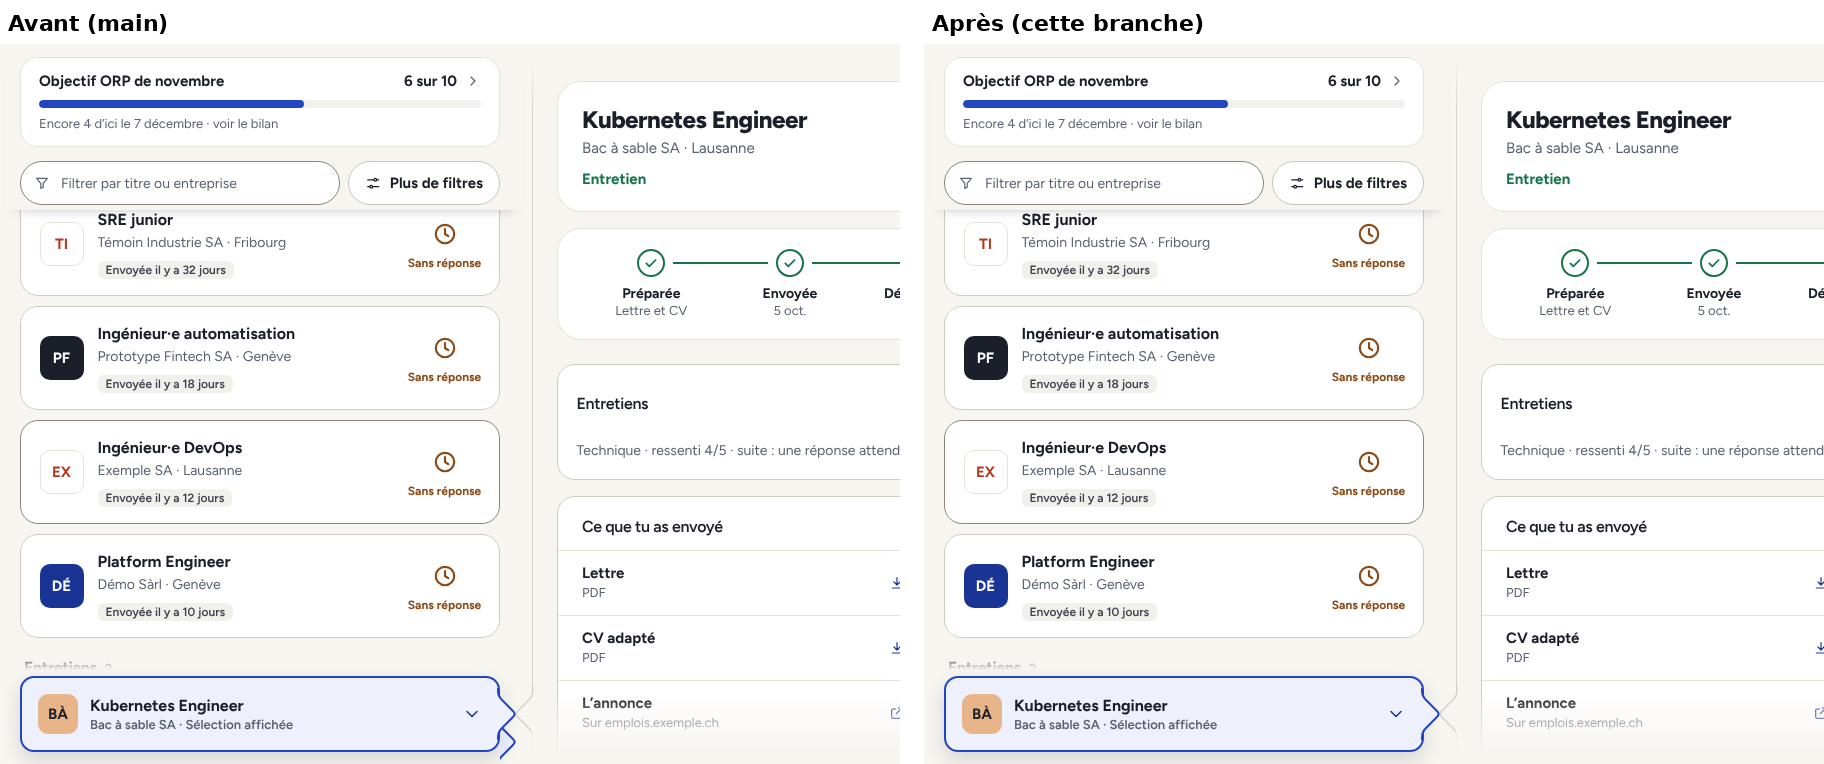 Avant (main)
Objectif ORP de novembre 6 sur 10
Encore 4 d'ici le 7 décembre · voir le bilan
Filtrer par titre ou entreprise Plus de filtres
SRE junior
TI
Témoin Industrie SA · Fribourg
Envoyée il y a 32 jours
Sans réponse
Ingénieur·e automatisation
PF
Prototype Fintech SA · Genève
Envoyée il y a 18 jours
Sans réponse
Ingénieur·e DevOps
EX
Exemple SA · Lausanne
Envoyée il y a 12 jours
Sans réponse
Platform Engineer
DÉ
Démo Sàrl · Genève
Envoyée il y a 10 jours
Sans réponse
Entretiens
BÀ
Kubernetes Engineer
Bac à sable SA · Sélection affichée
Kubernetes Engineer
Bac à sable SA · Lausanne
Entretien
Préparée Envoyée Dé
Lettre et CV 5 oct.
Entretiens
Technique · ressenti 4/5 · suite : une réponse attend
Ce que tu as envoyé
Lettre
PDF
CV adapté
PDF
L’annonce
Sur emplois.exemple.ch
Après (cette branche)
Objectif ORP de novembre 6 sur 10
Encore 4 d'ici le 7 décembre · voir le bilan
Filtrer par titre ou entreprise Plus de filtres
SRE junior
TI
Témoin Industrie SA · Fribourg
Envoyée il y a 32 jours
Sans réponse
Ingénieur·e automatisation
PF
Prototype Fintech SA · Genève
Envoyée il y a 18 jours
Sans réponse
Ingénieur·e DevOps
EX
Exemple SA · Lausanne
Envoyée il y a 12 jours
Sans réponse
Platform Engineer
DÉ
Démo Sàrl · Genève
Envoyée il y a 10 jours
Sans réponse
Entretiens
BÀ
Kubernetes Engineer
Bac à sable SA · Sélection affichée
Kubernetes Engineer
Bac à sable SA · Lausanne
Entretien
Préparée Envoyée Dé
Lettre et CV 5 oct.
Entretiens
Technique · ressenti 4/5 · suite : une réponse attend
Ce que tu as envoyé
Lettre
PDF
CV adapté
PDF
L’annonce
Sur emplois.exemple.ch